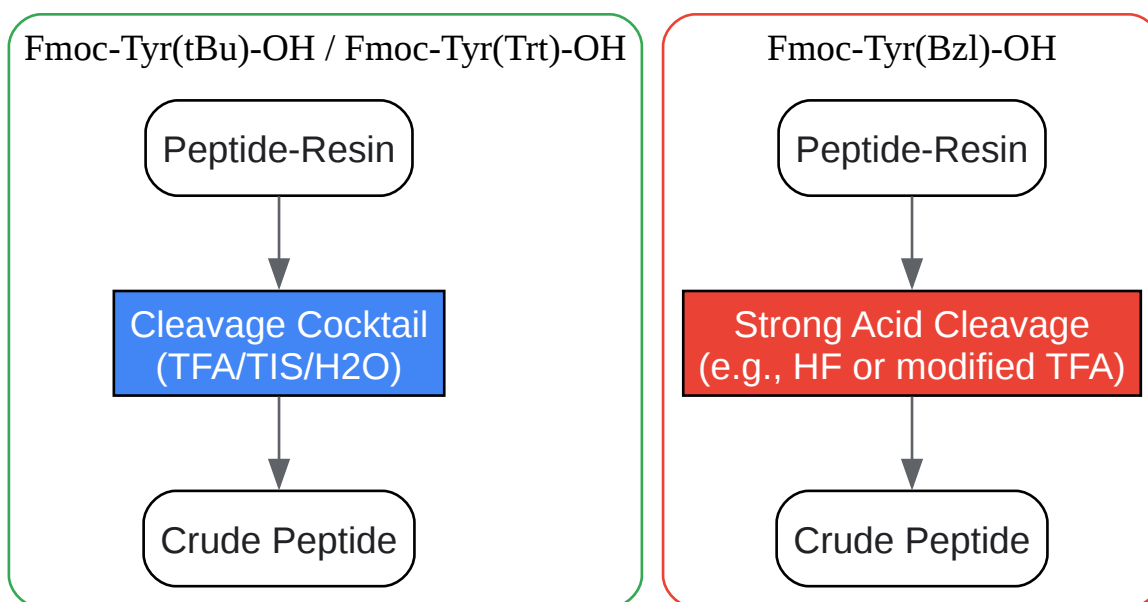 Fmoc-Tyr(tBu)-OH / Fmoc-Tyr(Trt)-OH
Peptide-Resin
Cleavage Cocktail
(TFA/TIS/H2O)
Crude Peptide
Fmoc-Tyr(Bzl)-OH
Peptide-Resin
Strong Acid Cleavage
(e.g., HF or modified TFA)
Crude Peptide